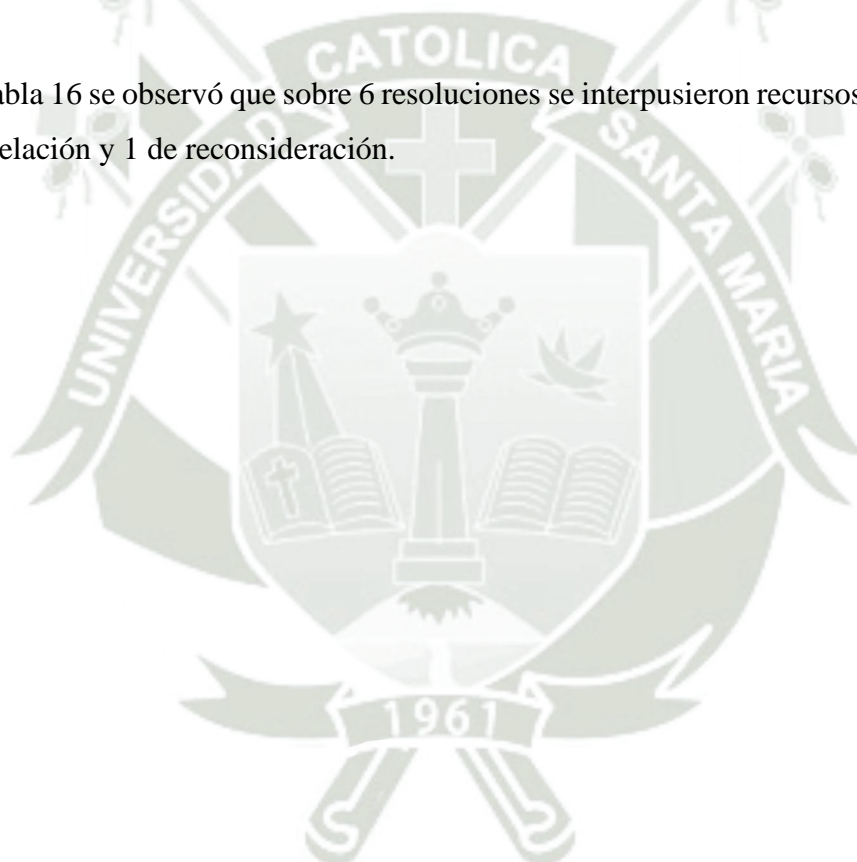 CATOLICA
abla 16 se observó que sobre 6 resoluciones se interpusieron recursos
elación y 1 de reconsideración.
UNIVERSIDAD
SANTA MARIA
1961